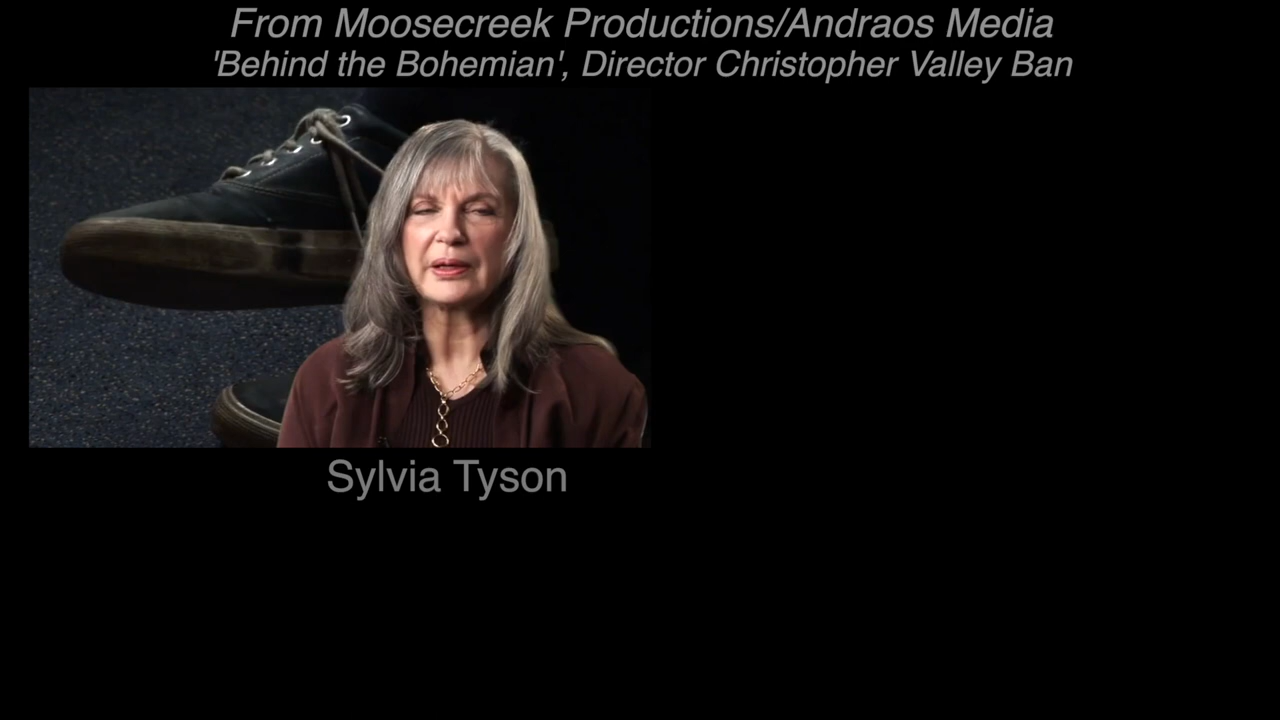 From Moosecreek Productions/Andraos Media
'Behind the Bohemian', Director Christopher Valley Ban
Sylvia Tyson